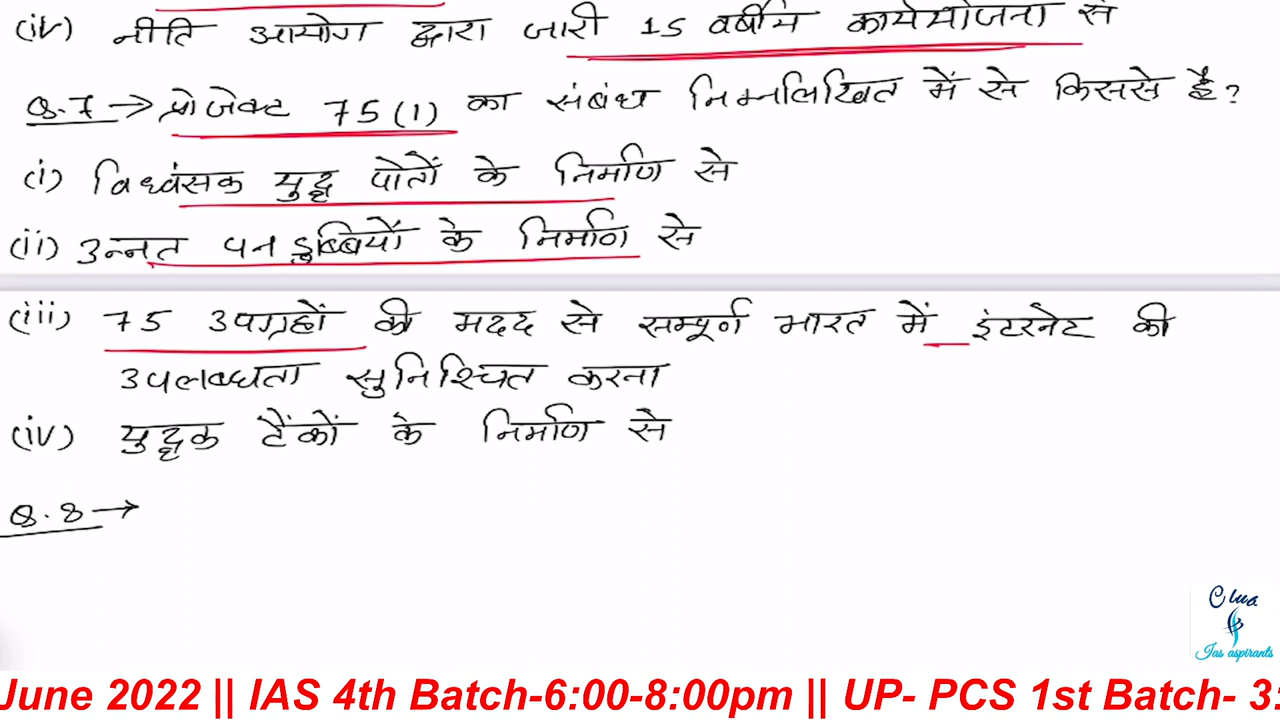 (iv) नीति आयोग द्वारा जारी 15 वर्षीय कार्ययोजना से
Q.7 → प्रोजेक्ट 75(1) का संबंध निम्नलिखित में से किससे है?
(i) विध्वंसक युद्ध पोतों के निर्माण से
(ii) उन्नत पनडुब्बियों के निर्माण से
(iii) 75 उपग्रहों की मदद से सम्पूर्ण भारत में इंटरनेट की
उपलब्धता सुनिश्चित करना
(iv) युद्धक टैंकों के निर्माण से
Q.8 →
Clue
Ias aspirants
June 2022 || IAS 4th Batch-6:00-8:00pm || UP- PCS 1st Batch- 3: